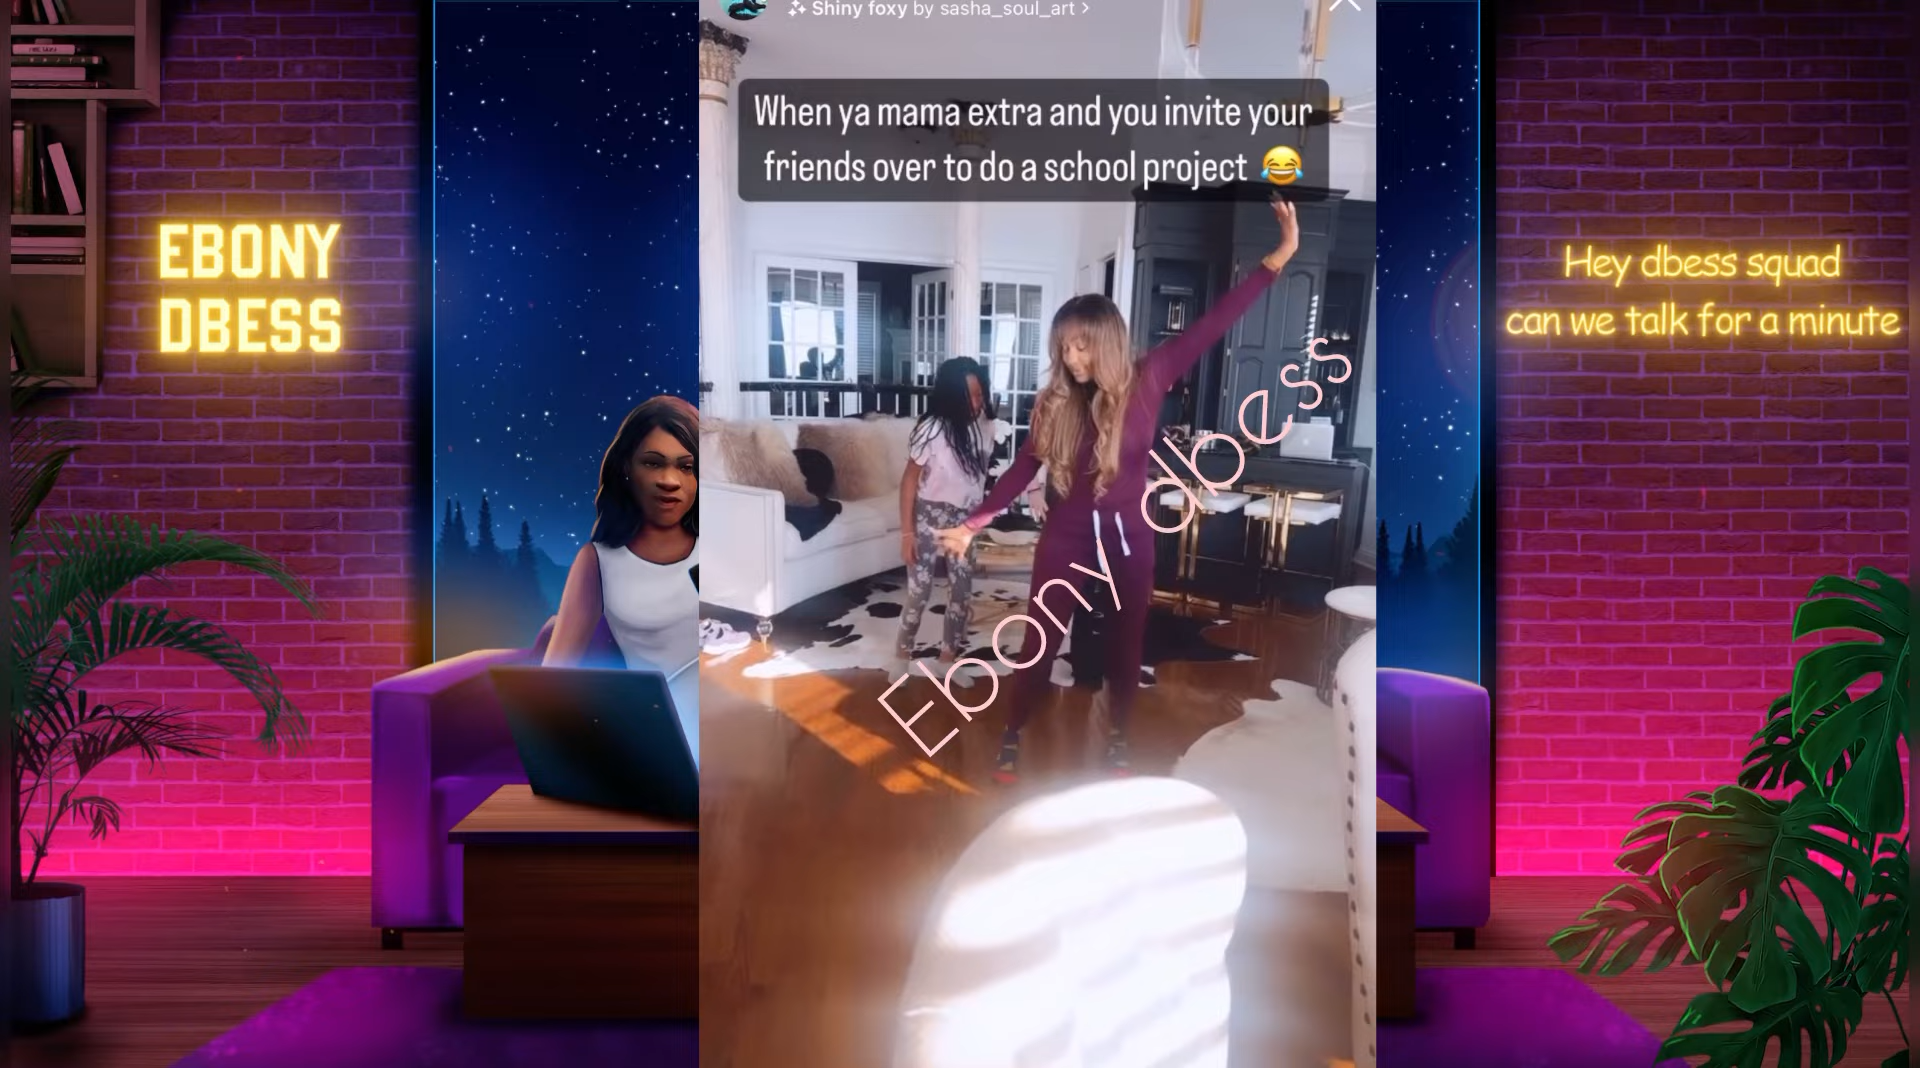 Shiny foxy by sasha_soul_art >
When ya mama extra and you invite your
friends over to do a school project 😂
EBONY
DBESS
Hey dbess squad
can we talk for a minute
Ebony dbess